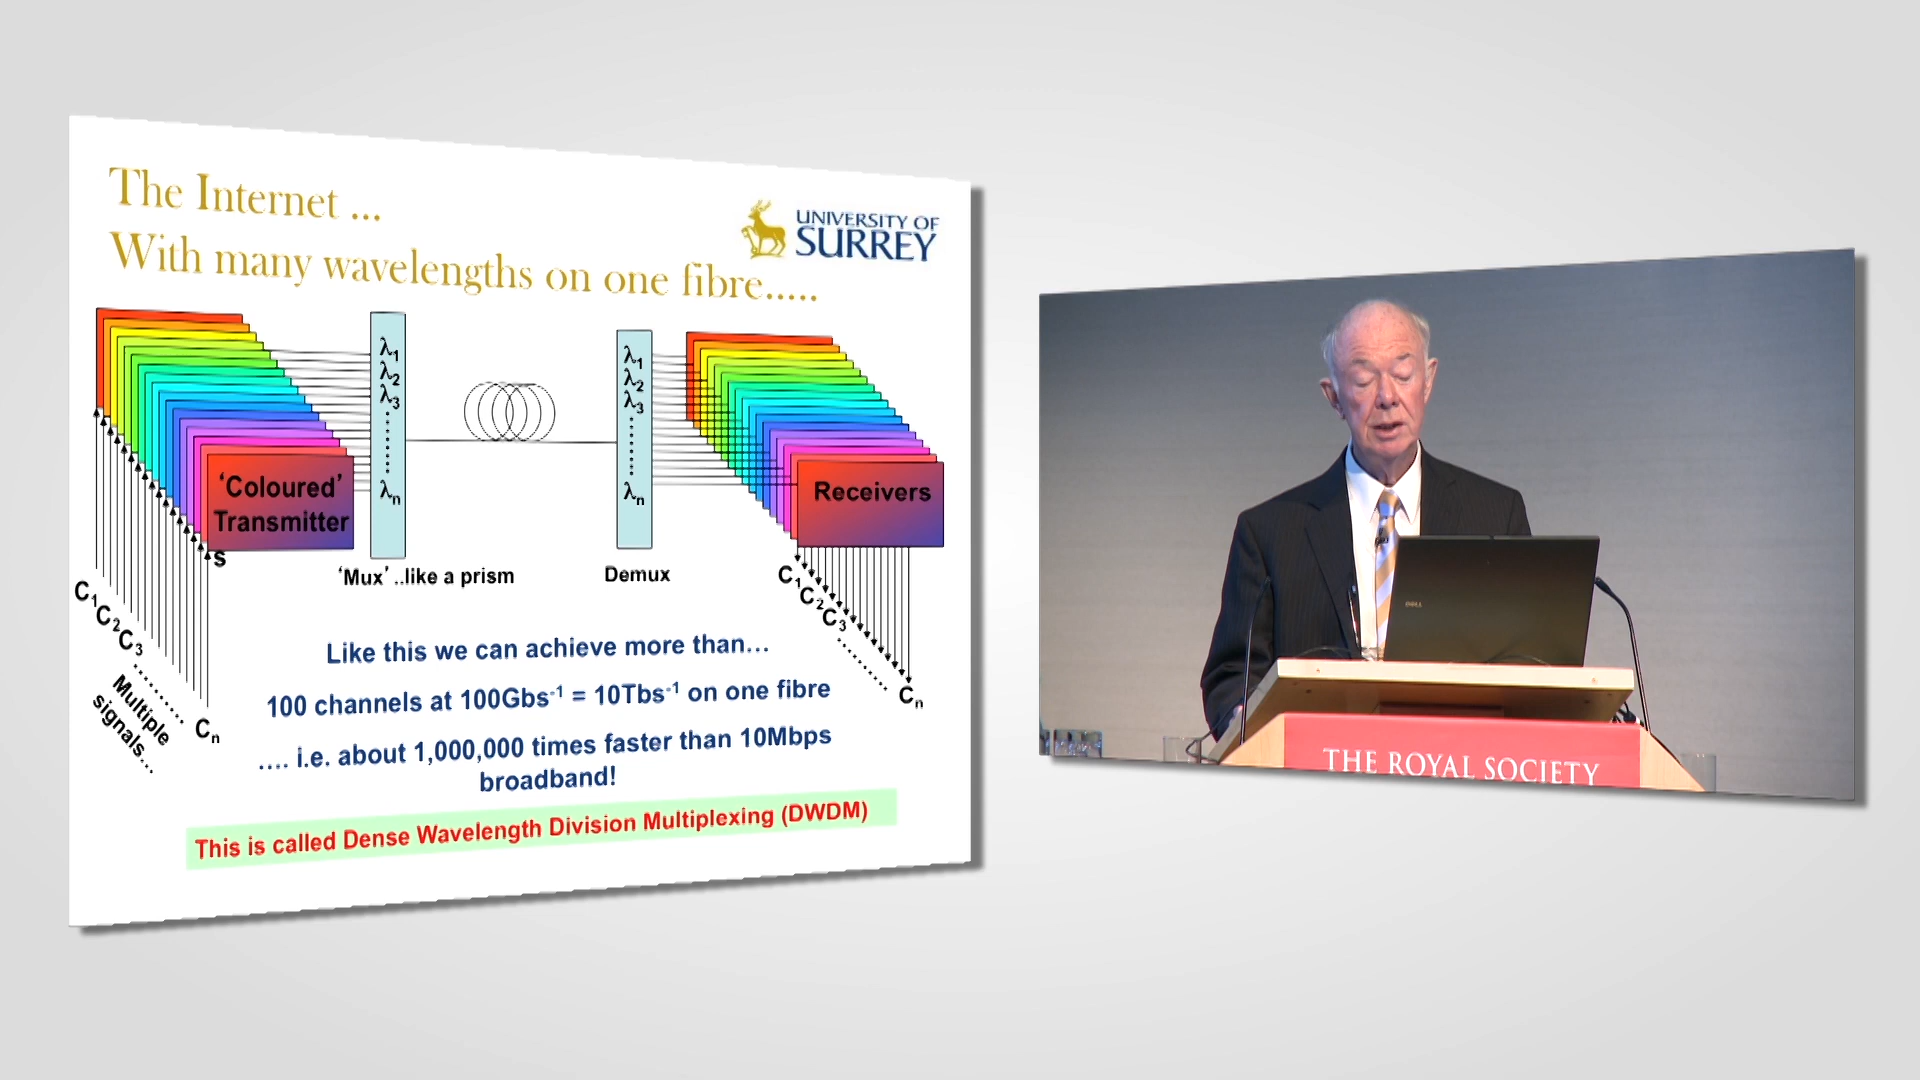 The Internet ...
With many wavelengths on one fibre.....
UNIVERSITY OF
SURREY
λ1
λ2
λ3
λn
λ1
λ2
λ3
λn
'Coloured'
Transmitter
s
Receivers
'Mux' ..like a prism
Demux
C1 C2 C3 ........ Cn
Multiple
signals...
C1 C2 C3 ........ Cn
Like this we can achieve more than...
100 channels at 100Gbs-1 = 10Tbs-1 on one fibre
.... i.e. about 1,000,000 times faster than 10Mbps
broadband!
This is called Dense Wavelength Division Multiplexing (DWDM)
DELL
THE ROYAL SOCIETY